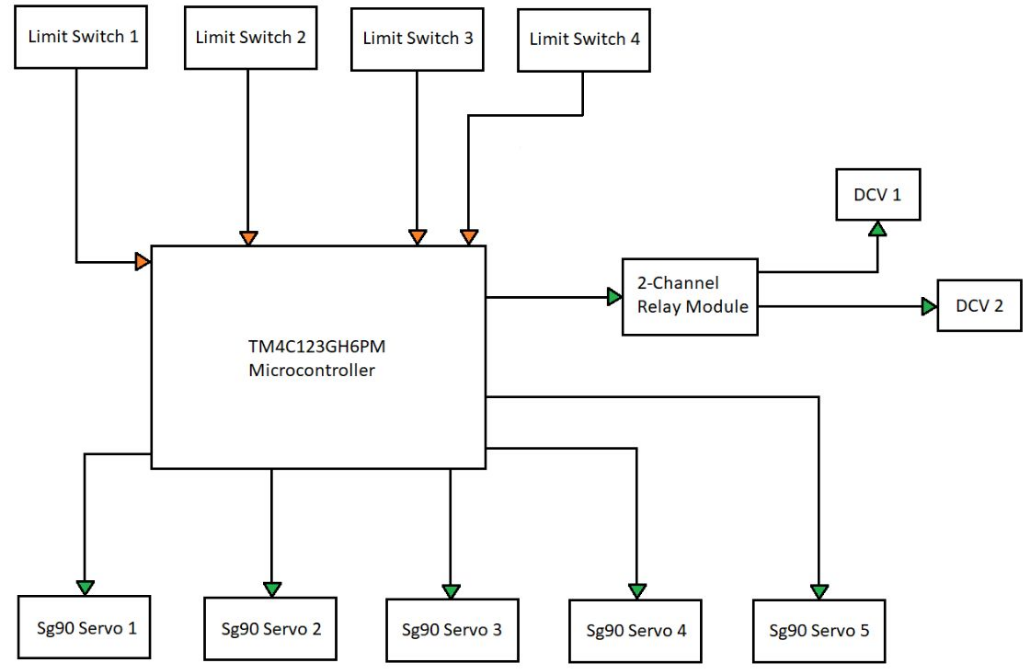 Limit Switch 1
Limit Switch 2
Limit Switch 3
Limit Switch 4
DCV 1
2-Channel
Relay Module
DCV 2
TM4C123GH6PM
Microcontroller
Sg90 Servo 1
Sg90 Servo 2
Sg90 Servo 3
Sg90 Servo 4
Sg90 Servo 5